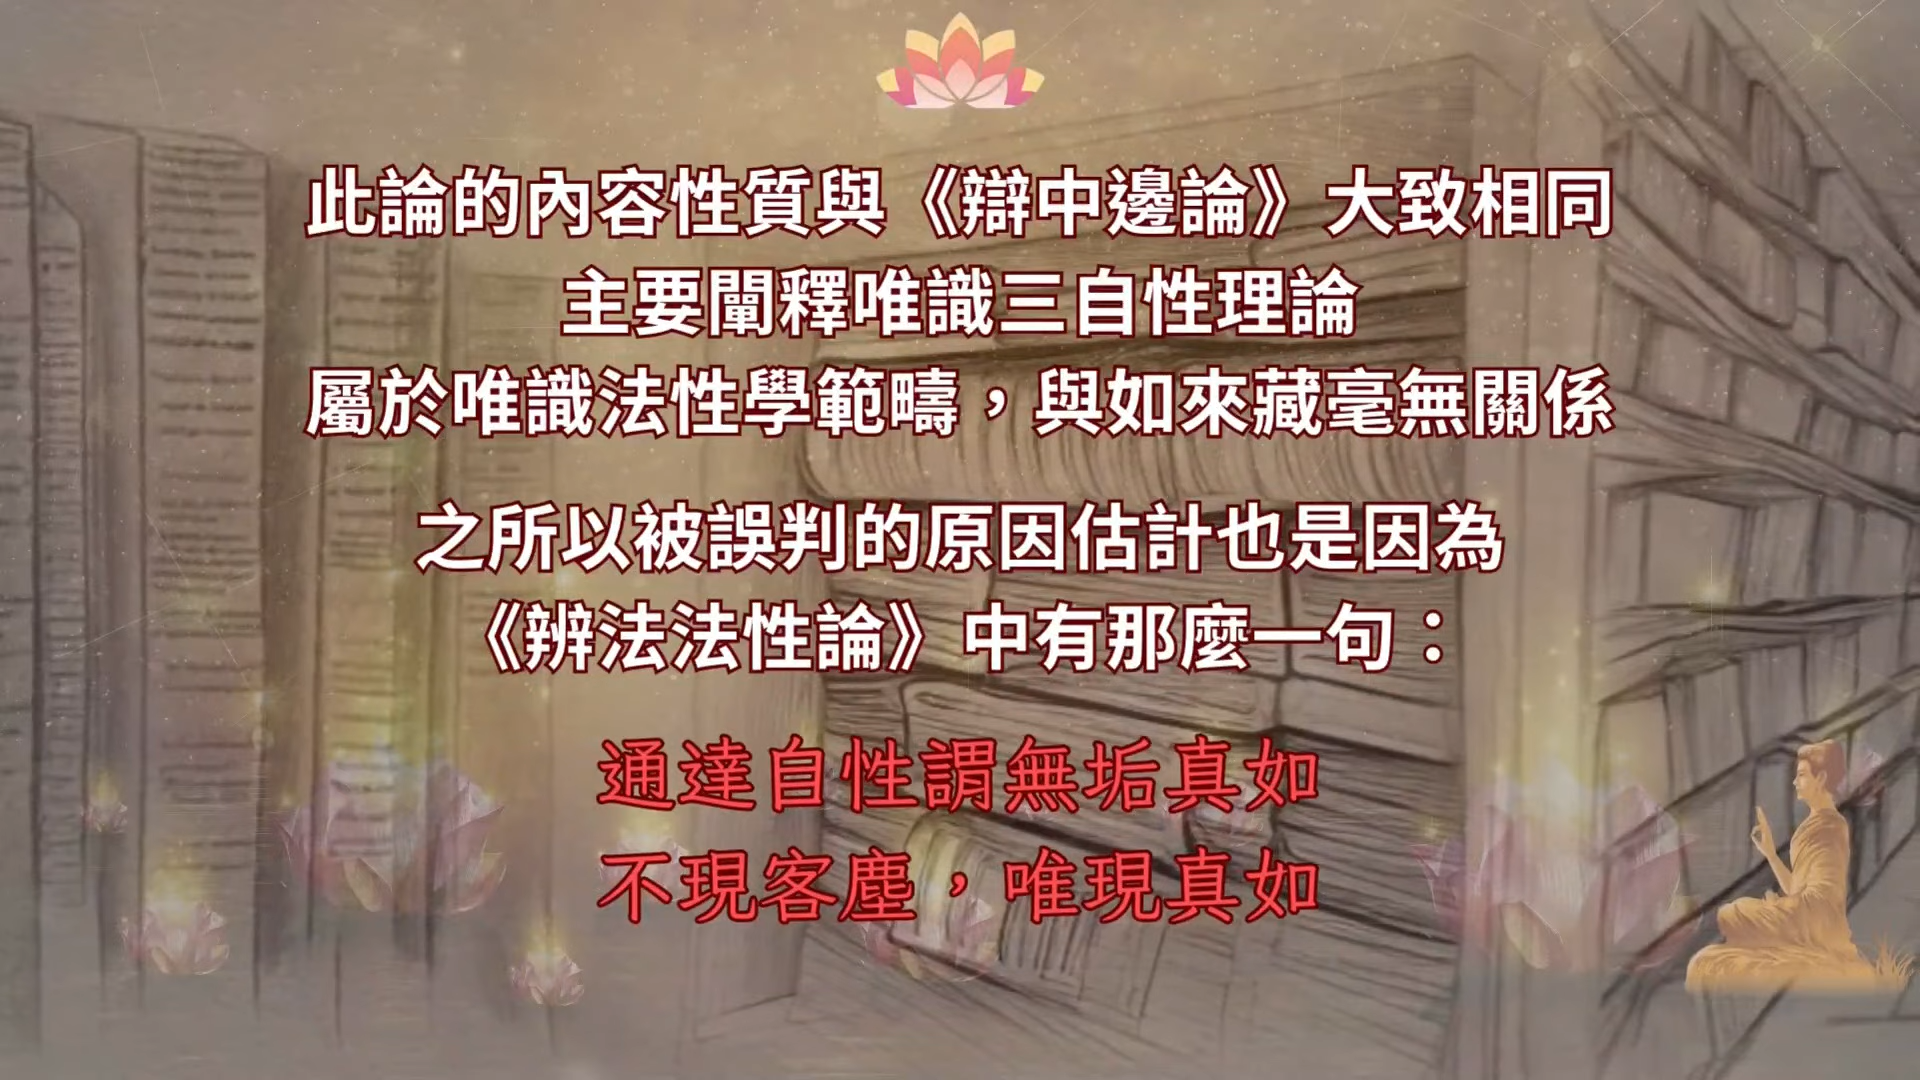 此論的內容性質與《辯中邊論》大致相同
主要闡釋唯識三自性理論
屬於唯識法性學範疇，與如來藏毫無關係
之所以被誤判的原因估計也是因為
《辨法法性論》中有那麼一句：
通達自性謂無垢真如
不現客塵，唯現真如